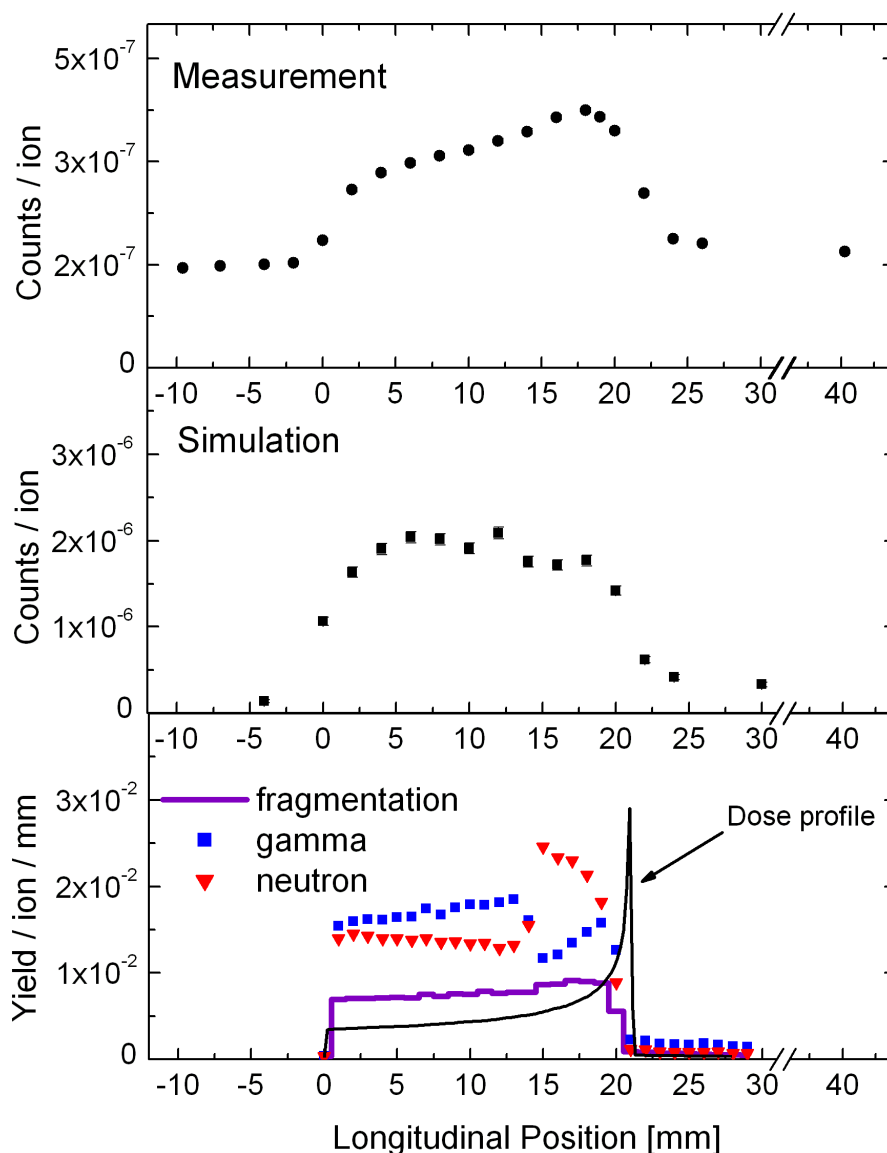 5x10-7
Measurement
3x10-7
2x10-7
0
Counts / ion
-10 -5 0 5 10 15 20 25 30 40
Simulation
3x10-6
2x10-6
1x10-6
0
Counts / ion
-10 -5 0 5 10 15 20 25 30 40
3x10-2
fragmentation
gamma
neutron
Dose profile
2x10-2
1x10-2
0
Yield / ion / mm
-10 -5 0 5 10 15 20 25 30 40
Longitudinal Position [mm]